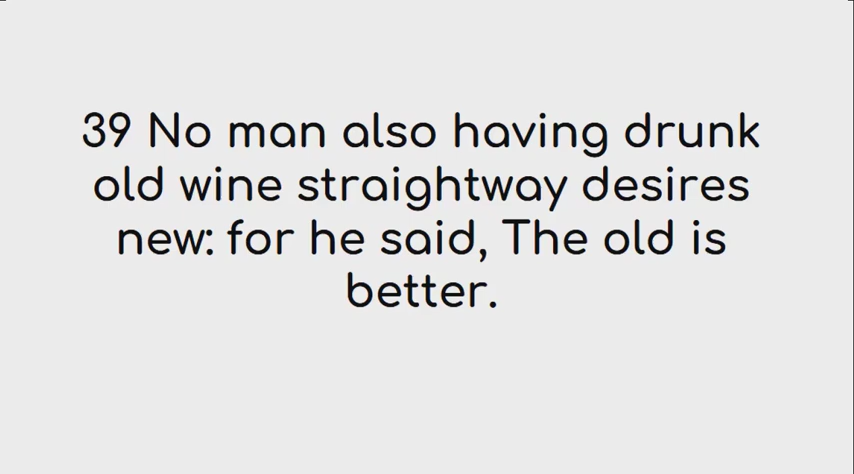 39 No man also having drunk
old wine straightway desires
new: for he said, The old is
better.